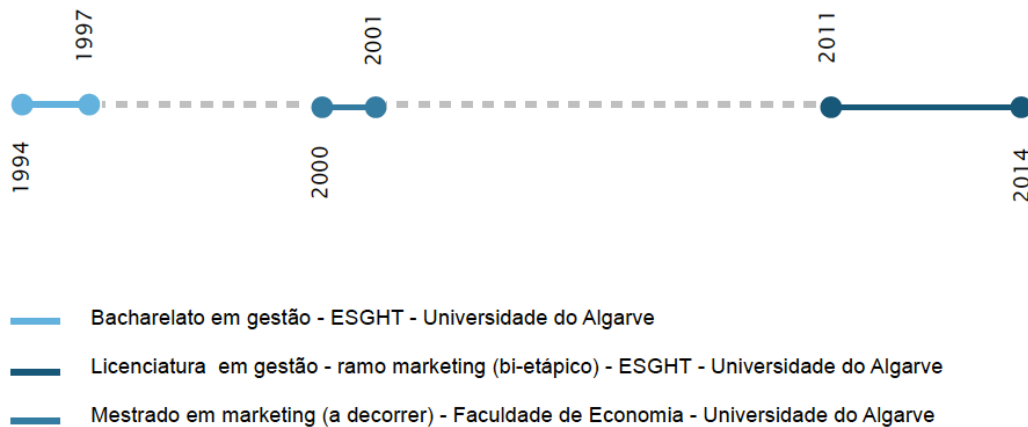 1997
2001
2011
1994
2000
2014
Bacharelato em gestão - ESGHT - Universidade do Algarve
Licenciatura em gestão - ramo marketing (bi-etápico) - ESGHT - Universidade do Algarve
Mestrado em marketing (a decorrer) - Faculdade de Economia - Universidade do Algarve